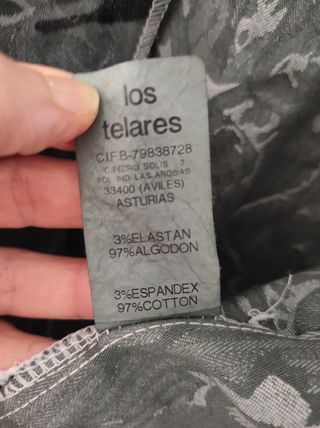 los
telares
C.I.F.B-79838728
C/PEDRO SOLIS 3
POL. IND. LAS AROSIAS
33400 (AVILES)
ASTURIAS
3%ELASTAN
97%ALGODON
3%ESPANDEX
97%COTTON